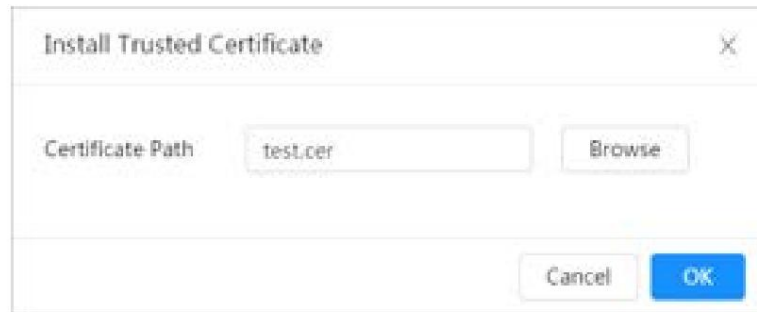 Install Trusted Certificate
Certificate Path test.cer Browse
Cancel OK